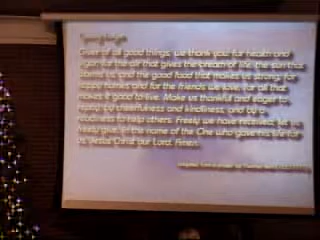 Giver of all good things, we thank you: for health and
vigor; for the air that gives the breath of life, the sun that
warms us, and the good food that makes us strong; for
happy homes and for the friends we love; for all that
makes it good to live. Make us thankful and eager to
repay, by cheerfulness and kindliness, and by a
readiness to help others. Freely we have received; let us
freely give, in the name of the One who gave his life for
us, Jesus Christ our Lord. Amen.